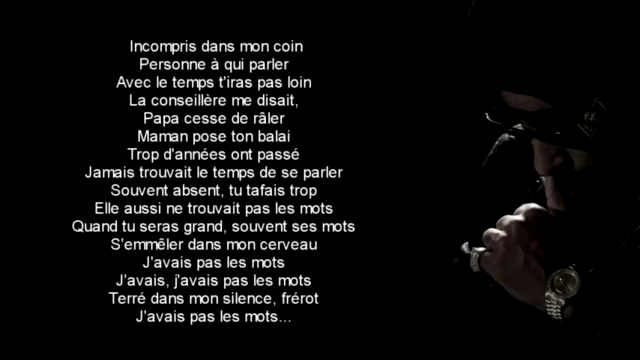 Incompris dans mon coin
Personne à qui parler
Avec le temps t'iras pas loin
La conseillère me disait,
Papa cesse de râler
Maman pose ton balai
Trop d'années ont passé
Jamais trouvait le temps de se parler
Souvent absent, tu tafais trop
Elle aussi ne trouvait pas les mots
Quand tu seras grand, souvent ses mots
S'emmêler dans mon cerveau
J'avais pas les mots
J'avais, j'avais pas les mots
Terré dans mon silence, frérot
J'avais pas les mots...